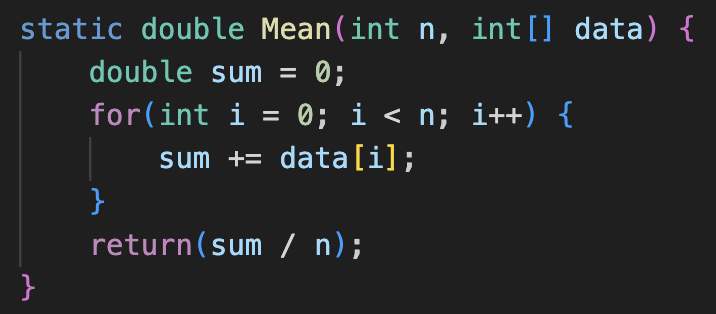 static double Mean(int n, int[] data) {
    double sum = 0;
    for(int i = 0; i < n; i++) {
        sum += data[i];
    }
    return(sum / n);
}